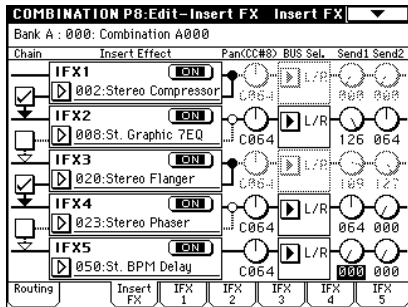 COMBINATION P8:Edit-Insert FX Insert FX
Bank A : 000: Combination A000
Chain Insert Effect Pan(CC#8) BUS Sel. Send1 Send2
IFX1 ON
002:Stereo Compressor L/R
C064 000 000
IFX2 ON
008:St. Graphic 7EQ L/R
C064 126 064
IFX3 ON
020:Stereo Flanger L/R
C064 109 127
IFX4 ON
023:Stereo Phaser L/R
C064 064 000
IFX5 ON
050:St. BPM Delay L/R
C064 000 000
Routing Insert FX IFX 1 IFX 2 IFX 3 IFX 4 IFX 5